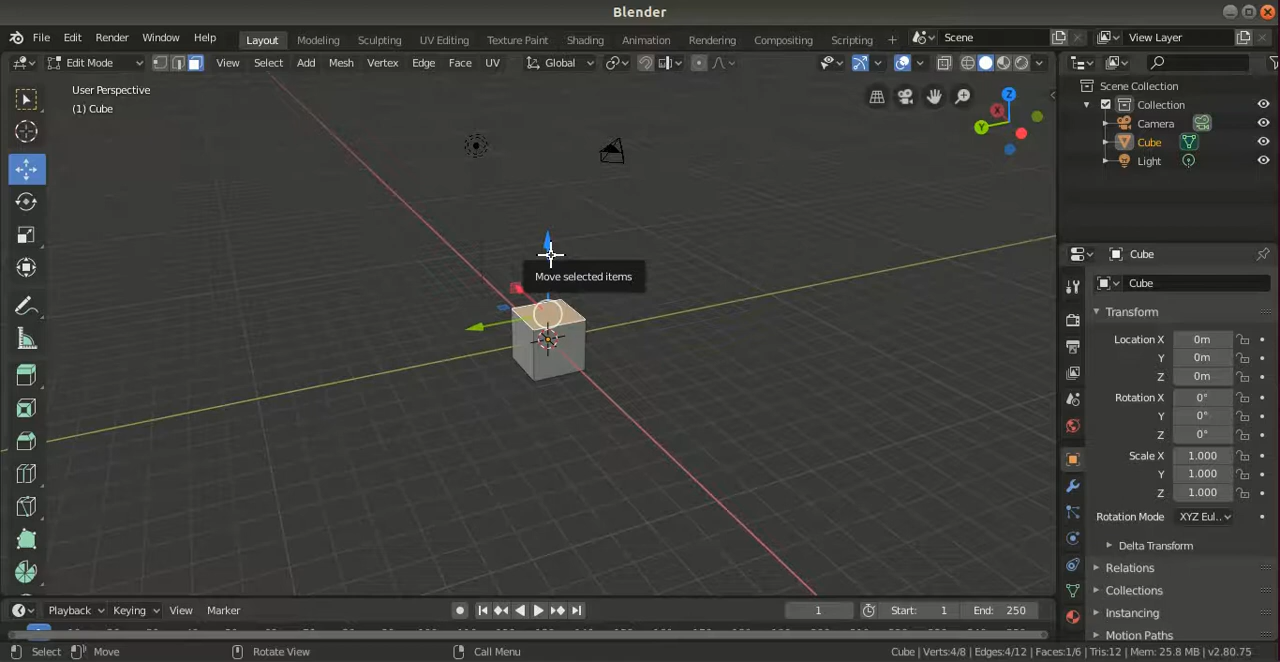 Blender
File Edit Render Window Help Layout Modeling Sculpting UV Editing Texture Paint Shading Animation Rendering Compositing Scripting + Scene View Layer
Edit Mode View Select Add Mesh Vertex Edge Face UV Global
User Perspective
(1) Cube
Z
X
Y
Move selected items
Scene Collection
Collection
Camera
Cube
Light
Cube
Cube
Transform
Location X 0m
Y 0m
Z 0m
Rotation X 0°
Y 0°
Z 0°
Scale X 1.000
Y 1.000
Z 1.000
Rotation Mode XYZ Eul..
Delta Transform
Relations
Collections
Instancing
Motion Paths
Playback Keying View Marker 1 Start: 1 End: 250
Select Move Rotate View Call Menu Cube | Verts:4/8 | Edges:4/12 | Faces:1/6 | Tris:12 | Mem: 25.8 MB | v2.80.75